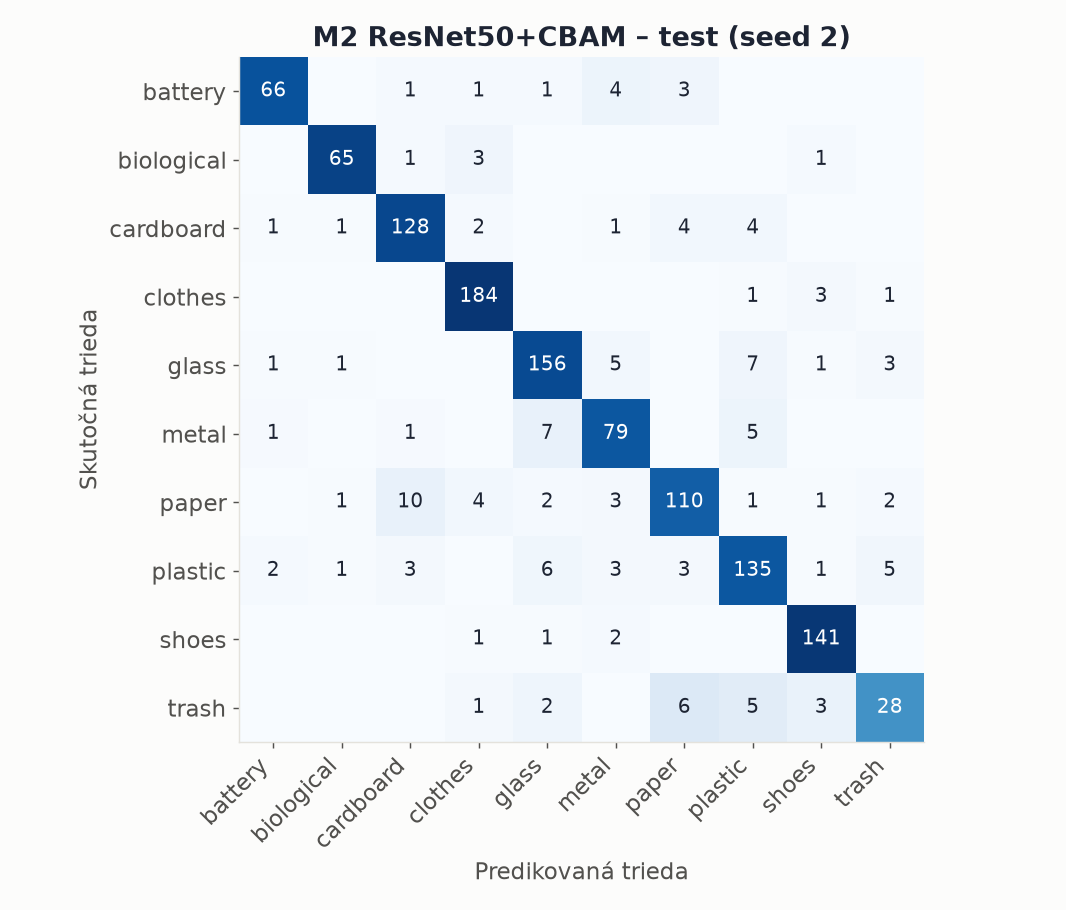 M2 ResNet50+CBAM – test (seed 2)
Skutočná trieda
battery 66 1 1 1 4 3
biological 65 1 3 1
cardboard 1 1 128 2 1 4 4
clothes 184 1 3 1
glass 1 1 156 5 7 1 3
metal 1 1 7 79 5
paper 1 10 4 2 3 110 1 1 2
plastic 2 1 3 6 3 3 135 1 5
shoes 1 1 2 141
trash 1 2 6 5 3 28
battery biological cardboard clothes glass metal paper plastic shoes trash
Predikovaná trieda